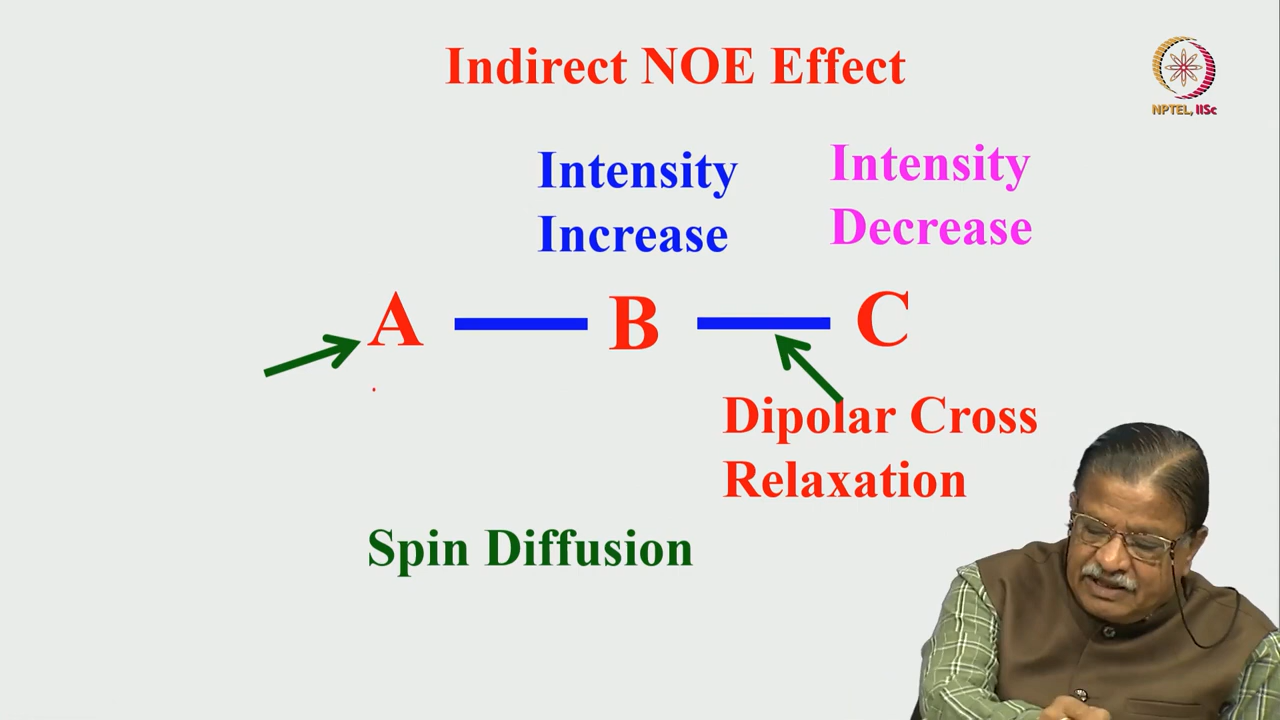 Indirect NOE Effect
NPTEL, IISc
Intensity
Increase
Intensity
Decrease
A B C
Dipolar Cross
Relaxation
Spin Diffusion